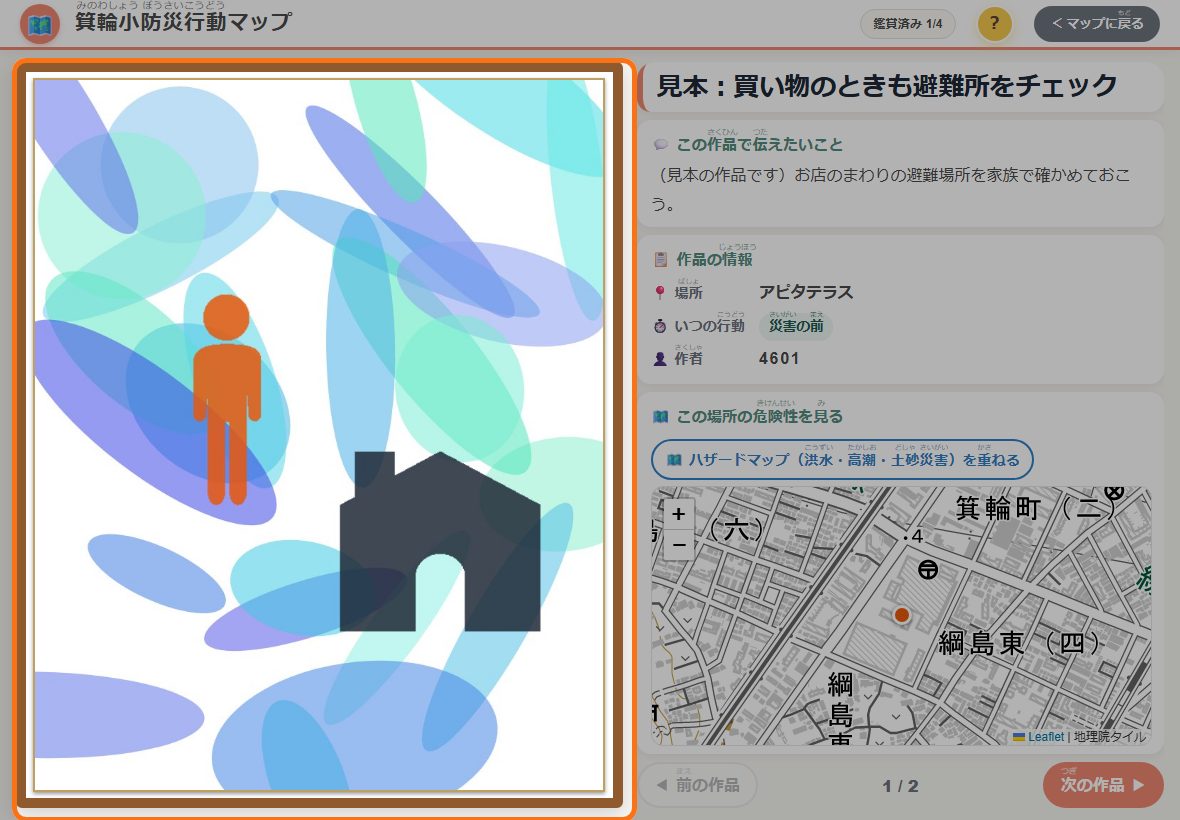 箕輪小防災行動マップ
みのわしょう ぼうさいこうどう
鑑賞済み 1/4
?
< マップに戻る
もど
見本：買い物のときも避難所をチェック
この作品で伝えたいこと
さくひん つた
（見本の作品です）お店のまわりの避難場所を家族で確かめておこ
う。
作品の情報
じょうほう
場所 アピタテラス
ばしょ
いつの行動 災害の前
こうどう さいがい まえ
作者 4601
さくしゃ
この場所の危険性を見る
きけんせい み
ハザードマップ（洪水・高潮・土砂災害）を重ねる
こうずい たかしお どしゃ さいがい かさ
+
−
箕輪町（二）
（六）
・4
綱島東（四）
綱島東
Leaflet | 地理院タイル
◀ 前の作品
まえ
1 / 2
次の作品 ▶
つぎ